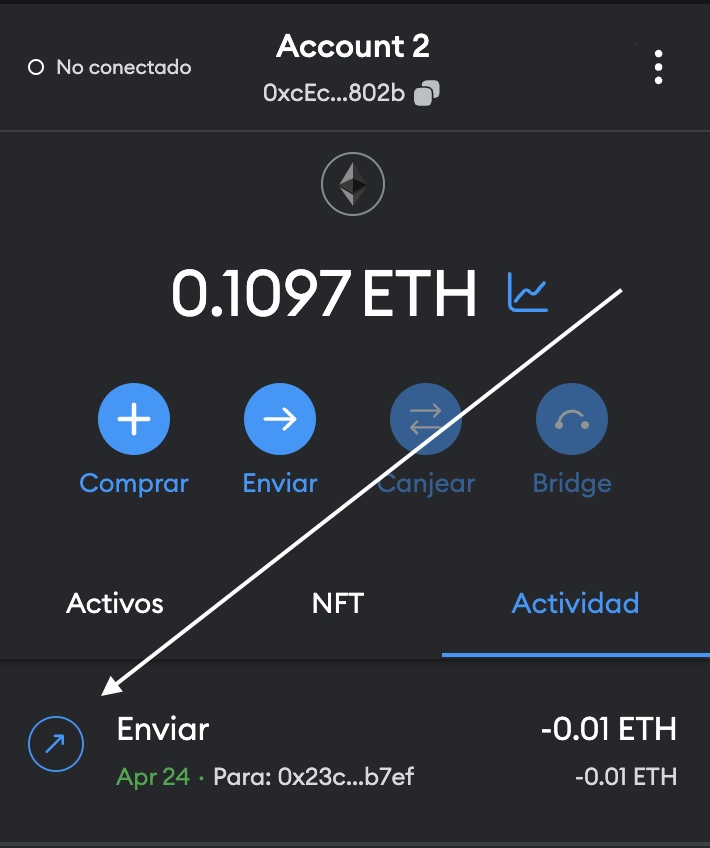 Account 2
No conectado
0xcEc...802b
0.1097 ETH
Comprar Enviar Canjear Bridge
Activos NFT Actividad
Enviar -0.01 ETH
Apr 24 · Para: 0x23c...b7ef -0.01 ETH